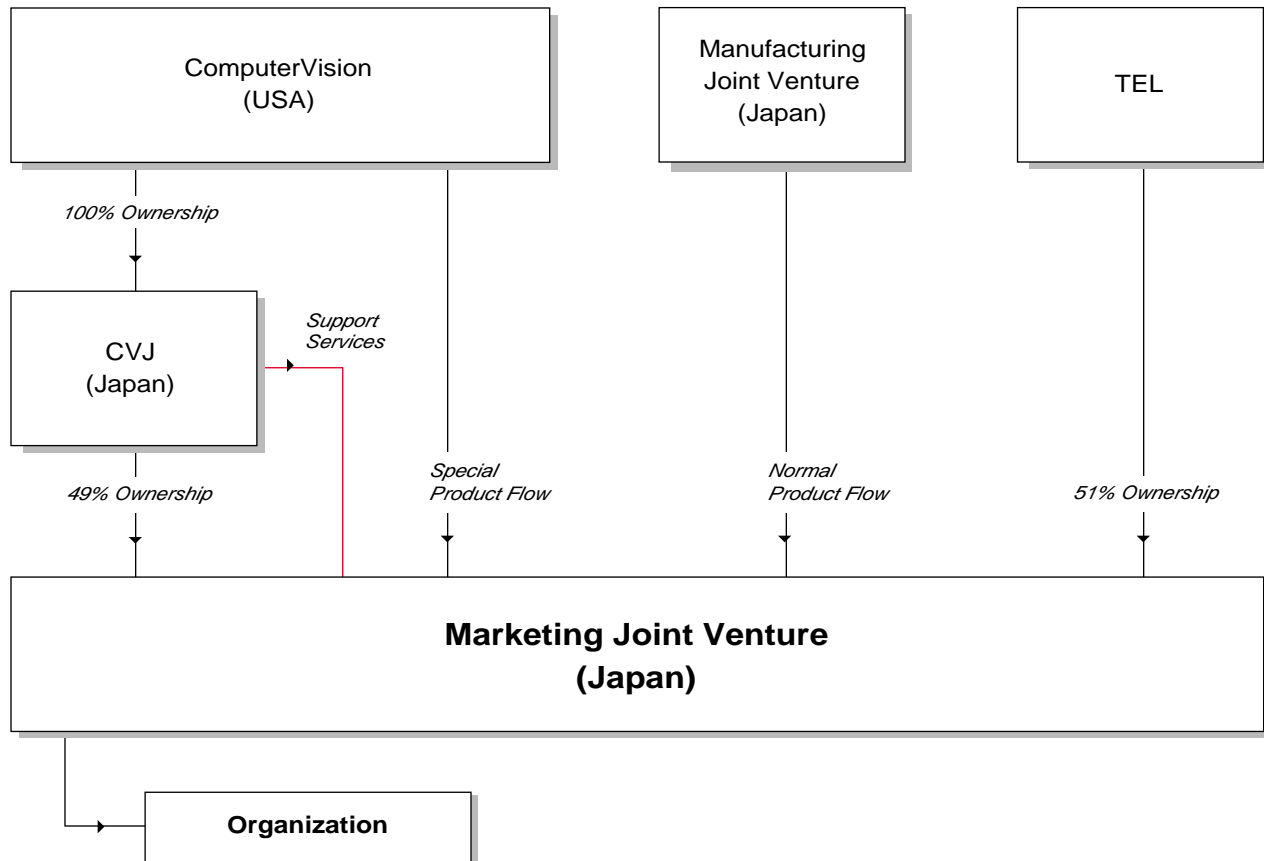 ComputerVision
(USA)
Manufacturing
Joint Venture
(Japan)
TEL
100% Ownership
CVJ
(Japan)
Support
Services
49% Ownership
Special
Product Flow
Normal
Product Flow
51% Ownership
Marketing Joint Venture
(Japan)
Organization